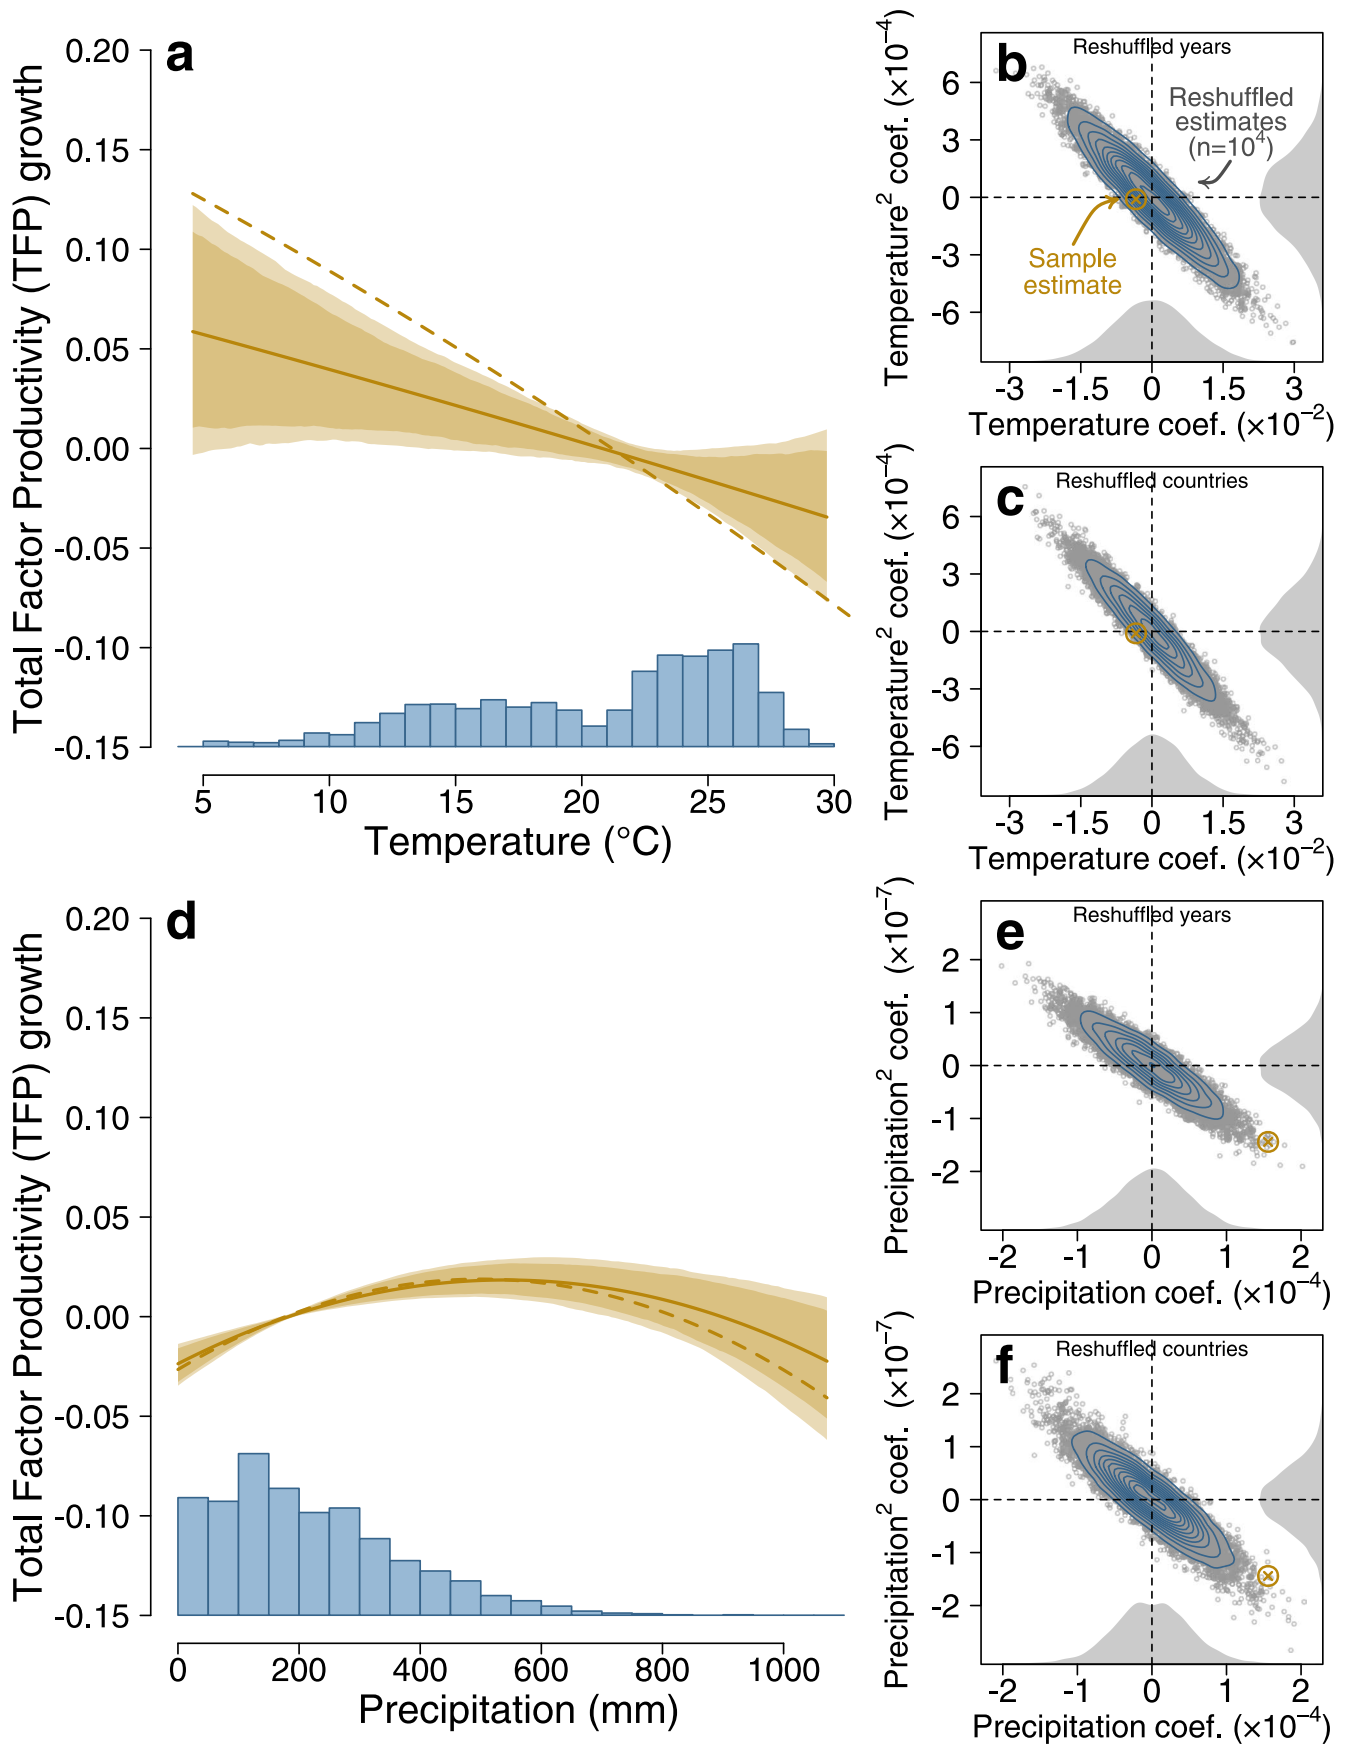 a
Total Factor Productivity (TFP) growth
0.20
0.15
0.10
0.05
0.00
-0.05
-0.10
-0.15
5 10 15 20 25 30
Temperature (°C)
b
Reshuffled years
Reshuffled
estimates
(n=10⁴)
Sample
estimate
Temperature² coef. (×10⁻⁴)
6
3
0
-3
-6
-3 -1.5 0 1.5 3
Temperature coef. (×10⁻²)
c
Reshuffled countries
Temperature² coef. (×10⁻⁴)
6
3
0
-3
-6
-3 -1.5 0 1.5 3
Temperature coef. (×10⁻²)
d
Total Factor Productivity (TFP) growth
0.20
0.15
0.10
0.05
0.00
-0.05
-0.10
-0.15
0 200 400 600 800 1000
Precipitation (mm)
e
Reshuffled years
Precipitation² coef. (×10⁻⁷)
2
1
0
-1
-2
-2 -1 0 1 2
Precipitation coef. (×10⁻⁴)
f
Reshuffled countries
Precipitation² coef. (×10⁻⁷)
2
1
0
-1
-2
-2 -1 0 1 2
Precipitation coef. (×10⁻⁴)